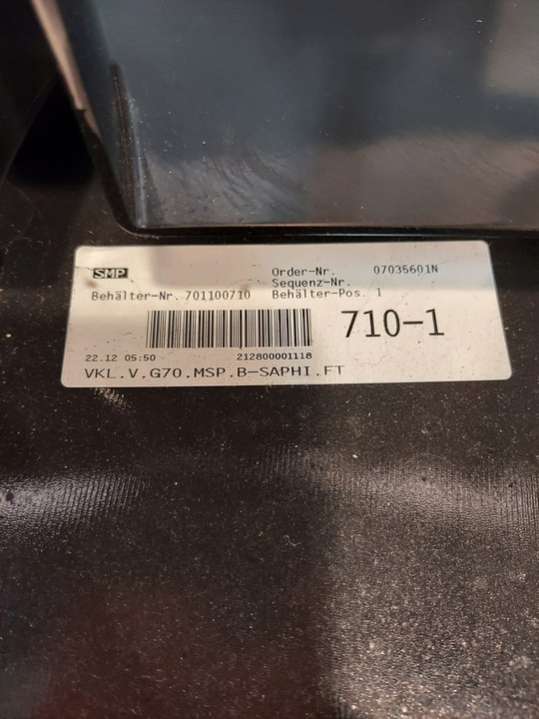 SMP Order-Nr. 07035601N
Sequenz-Nr.
Behälter-Nr. 701100710 Behälter-Pos. 1
710-1
22.12 05:50 212800001118
VKL.V.G70.MSP.B-SAPHI.FT